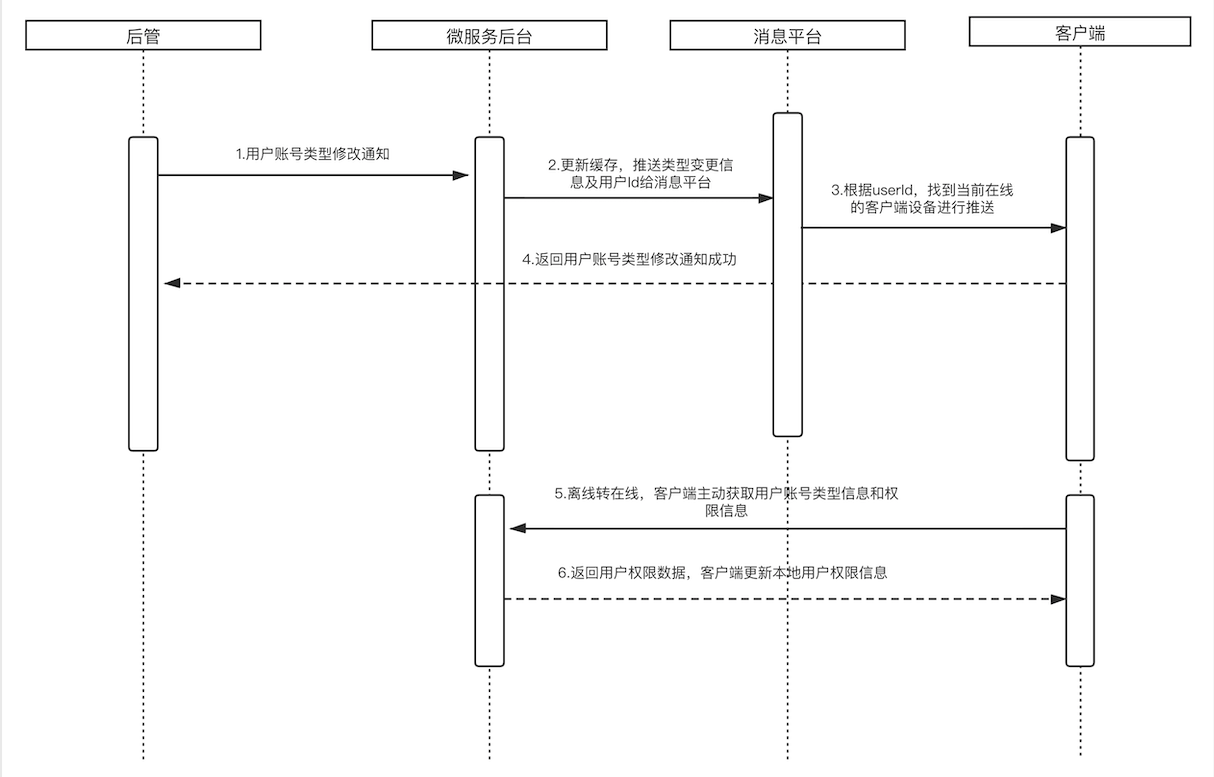 后管
微服务后台
消息平台
客户端
1.用户账号类型修改通知
2.更新缓存，推送类型变更信
息及用户Id给消息平台
3.根据userId，找到当前在线
的客户端设备进行推送
4.返回用户账号类型修改通知成功
5.离线转在线，客户端主动获取用户账号类型信息和权
限信息
6.返回用户权限数据，客户端更新本地用户权限信息